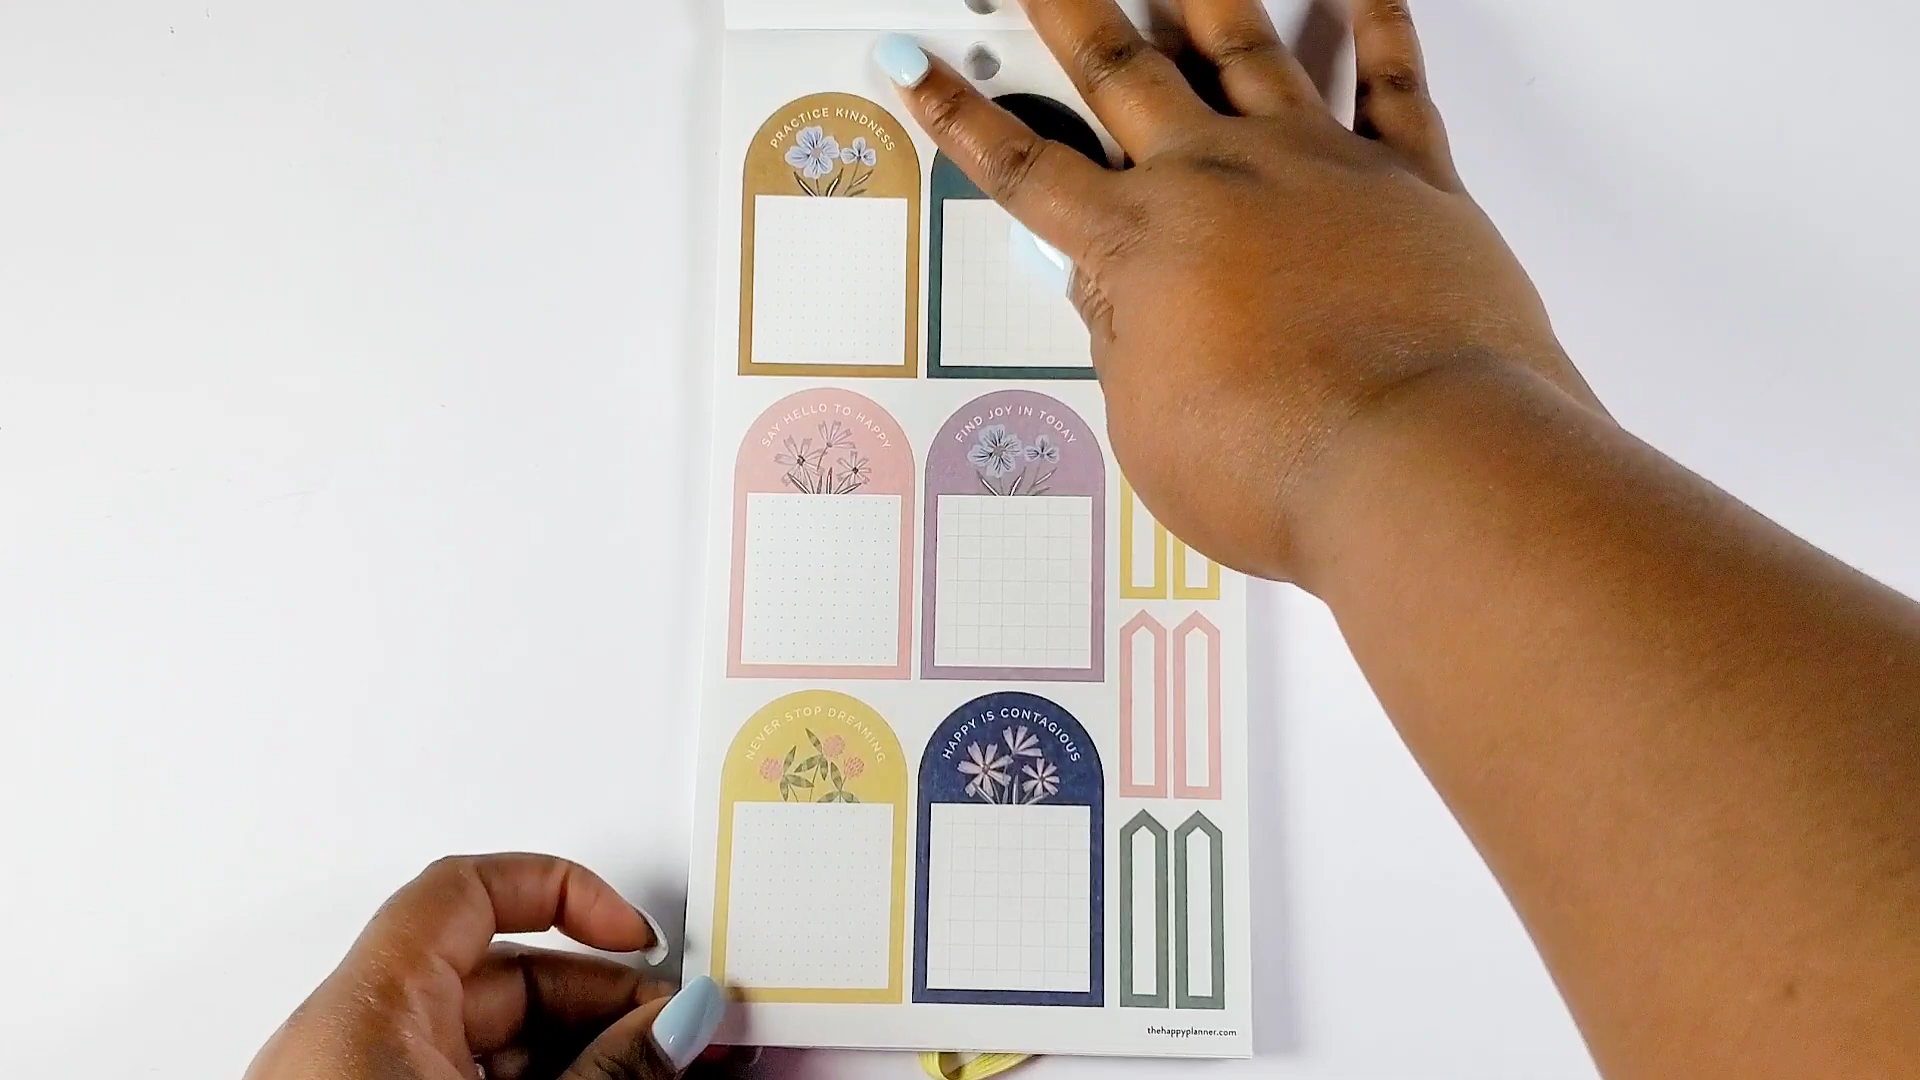 PRACTICE KINDNESS
SAY HELLO TO HAPPY
FIND JOY IN TODAY
NEVER STOP DREAMING
HAPPY IS CONTAGIOUS
thehappyplanner.com